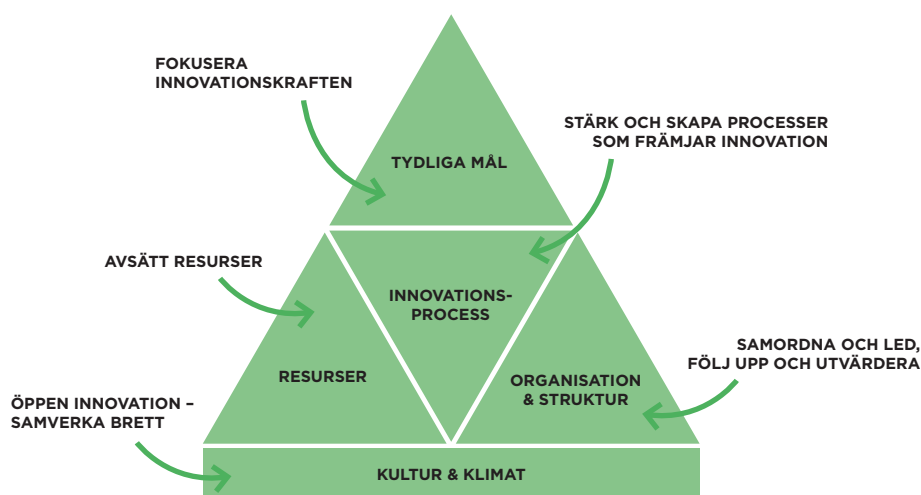 FOKUSERA
INNOVATIONSKRAFTEN
STÄRK OCH SKAPA PROCESSER
SOM FRÄMJAR INNOVATION
TYDLIGA MÅL
AVSÄTT RESURSER
INNOVATIONS-
PROCESS
SAMORDNA OCH LED,
FÖLJ UPP OCH UTVÄRDERA
RESURSER
ORGANISATION
& STRUKTUR
ÖPPEN INNOVATION –
SAMVERKA BRETT
KULTUR & KLIMAT